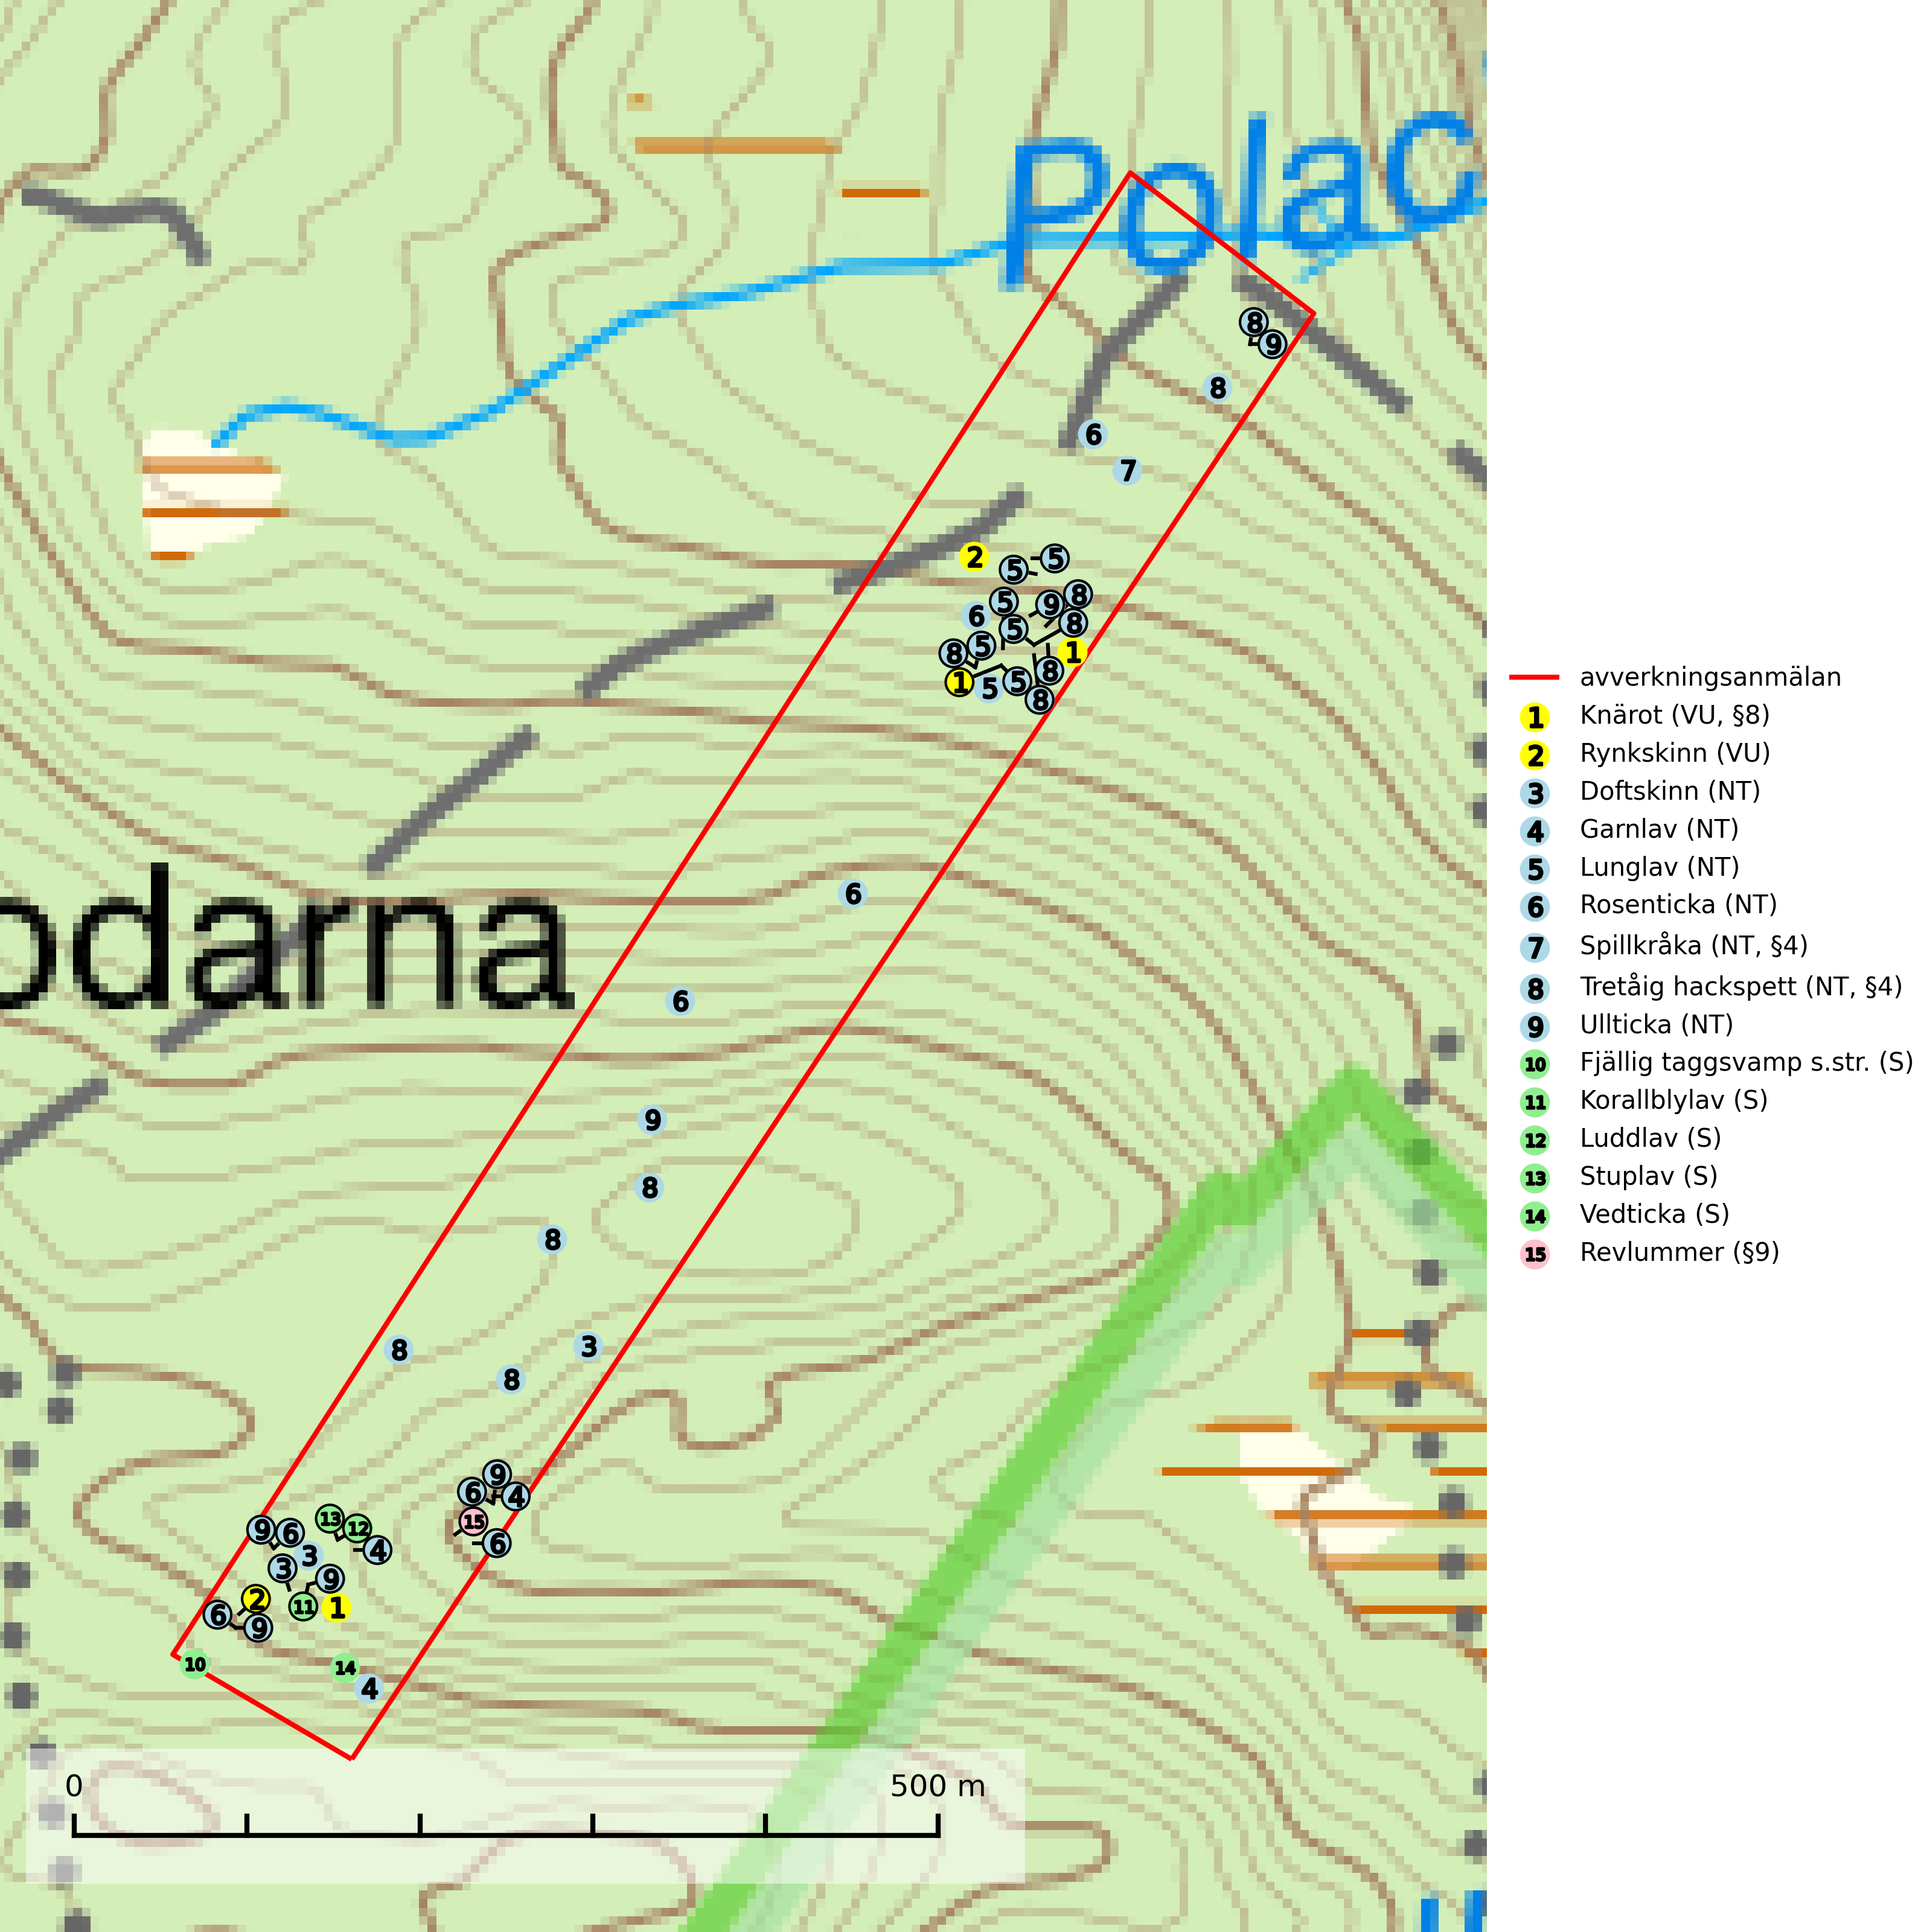 Polac
8
9
8
6
7
2
5
5
5
9
8
6
5
8
8
5
1
1
5
5
8
8
6
odarna
6
9
8
8
8
3
8
9
6
4
15
6
13
12
9
6
4
3
3
9
2
11
1
6
9
10
14
4
0
500 m
avverkningsanmälan
1 Knärot (VU, §8)
2 Rynkskinn (VU)
3 Doftskinn (NT)
4 Garnlav (NT)
5 Lunglav (NT)
6 Rosenticka (NT)
7 Spillkråka (NT, §4)
8 Tretåig hackspett (NT, §4)
9 Ullticka (NT)
10 Fjällig taggsvamp s.str. (S)
11 Korallblylav (S)
12 Luddlav (S)
13 Stuplav (S)
14 Vedticka (S)
15 Revlummer (§9)